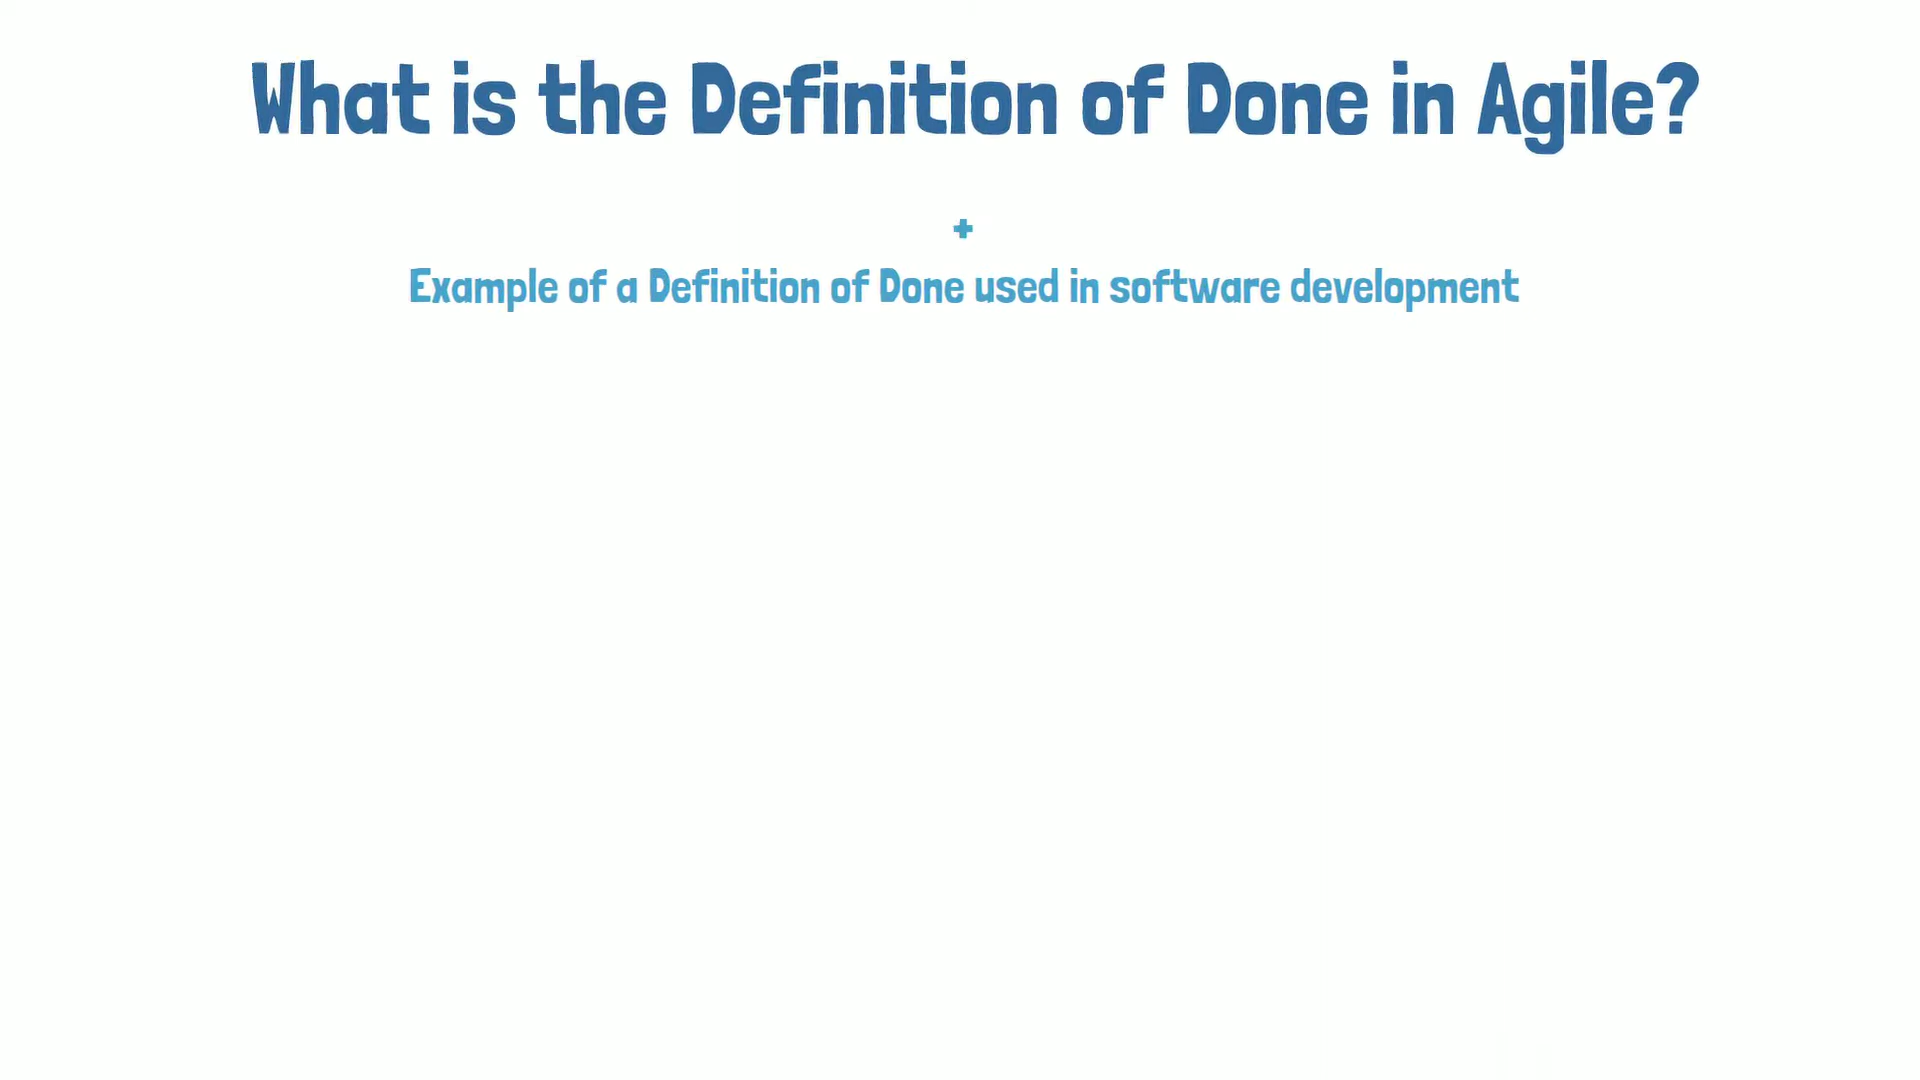 What is the Definition of Done in Agile?
+
Example of a Definition of Done used in software development